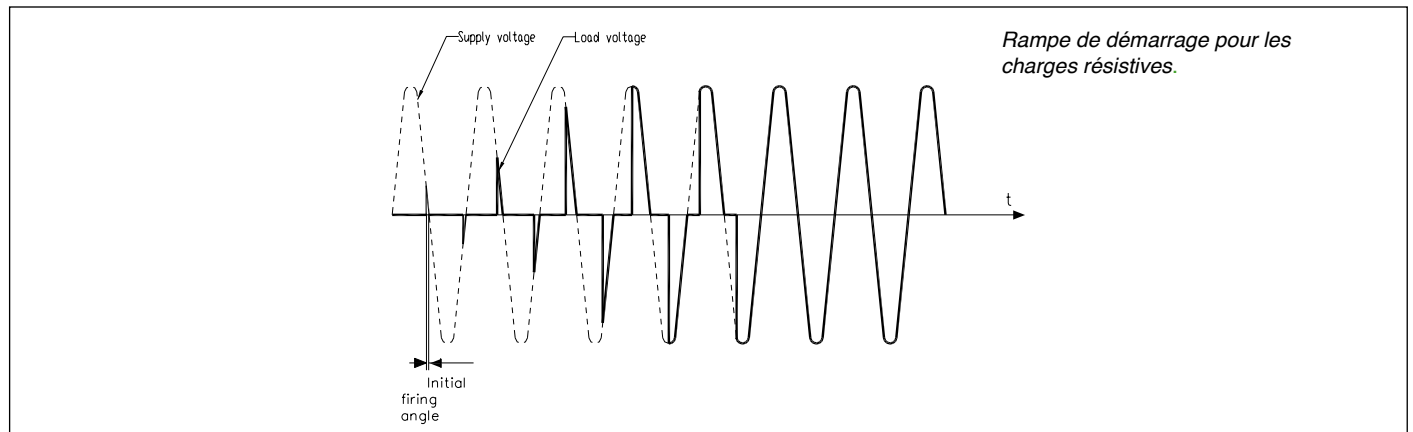 Supply voltage
Load voltage
Rampe de démarrage pour les
charges résistives.
t
Initial
firing
angle